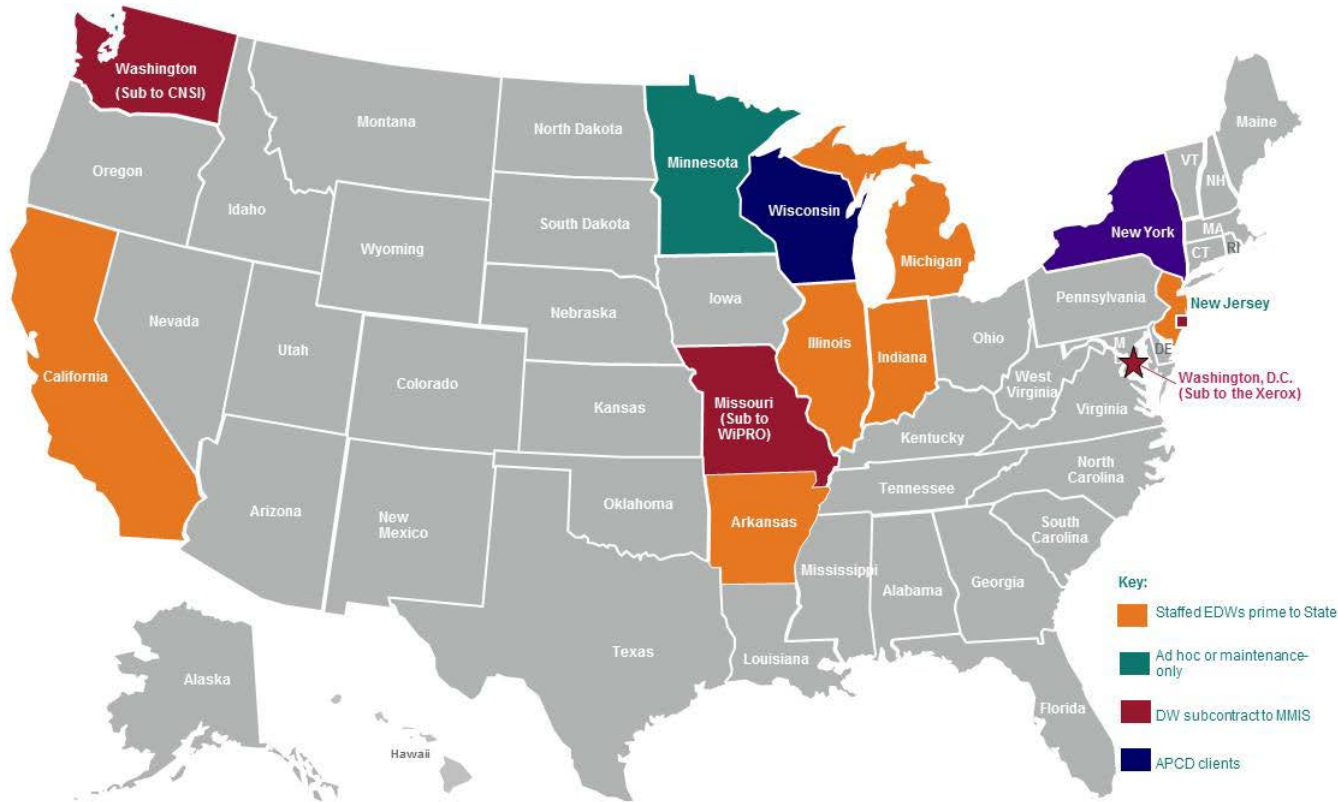 Washington
(Sub to CNSI)
Montana
North Dakota
Minnesota
Maine
VT
NH
Oregon
Idaho
South Dakota
Wisconsin
New York
MA
CT
RI
Wyoming
Michigan
Iowa
Pennsylvania
New Jersey
Nevada
Nebraska
Illinois
Indiana
Ohio
M
DE
Utah
California
Colorado
West
Virginia
Washington, D.C.
(Sub to the Xerox)
Kansas
Missouri
(Sub to
WiPRO)
Virginia
Kentucky
North
Carolina
Tennessee
Arizona
New
Mexico
Oklahoma
Arkansas
South
Carolina
Mississippi
Alabama
Georgia
Texas
Louisiana
Alaska
Hawaii
Florida
Key:
Staffed EDWs prime to State
Ad hoc or maintenance-
only
DW subcontract to MMIS
APCD clients